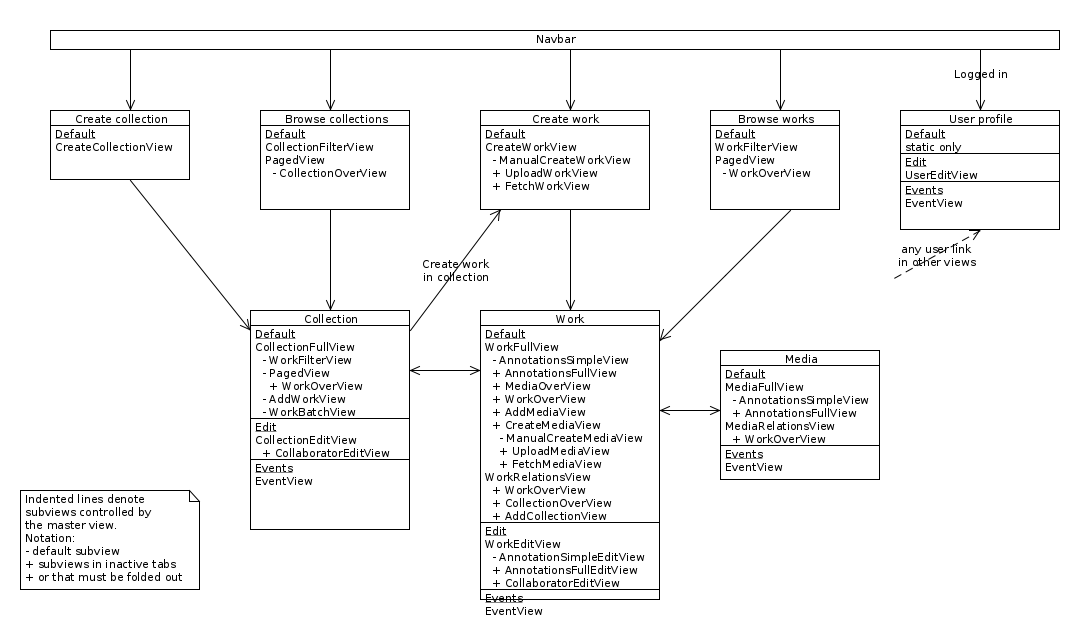 Navbar
Logged in
Create collection
Default
CreateCollectionView
Browse collections
Default
CollectionFilterView
PagedView
- CollectionOverView
Create work
Default
CreateWorkView
- ManualCreateWorkView
+ UploadWorkView
+ FetchWorkView
Browse works
Default
WorkFilterView
PagedView
- WorkOverView
User profile
Default
static only
Edit
UserEditView
Events
EventView
any user link
in other views
Create work
in collection
Collection
Default
CollectionFullView
- WorkFilterView
- PagedView
+ WorkOverView
- AddWorkView
- WorkBatchView
Edit
CollectionEditView
+ CollaboratorEditView
Events
EventView
Work
Default
WorkFullView
- AnnotationsSimpleView
+ AnnotationsFullView
+ MediaOverView
+ WorkOverView
+ AddMediaView
+ CreateMediaView
- ManualCreateMediaView
+ UploadMediaView
+ FetchMediaView
WorkRelationsView
+ WorkOverView
+ CollectionOverView
+ AddCollectionView
Edit
WorkEditView
- AnnotationSimpleEditView
+ AnnotationsFullEditView
+ CollaboratorEditView
Events
EventView
Media
Default
MediaFullView
- AnnotationsSimpleView
+ AnnotationsFullView
MediaRelationsView
+ WorkOverView
Events
EventView
Indented lines denote
subviews controlled by
the master view.
Notation:
- default subview
+ subviews in inactive tabs
+ or that must be folded out